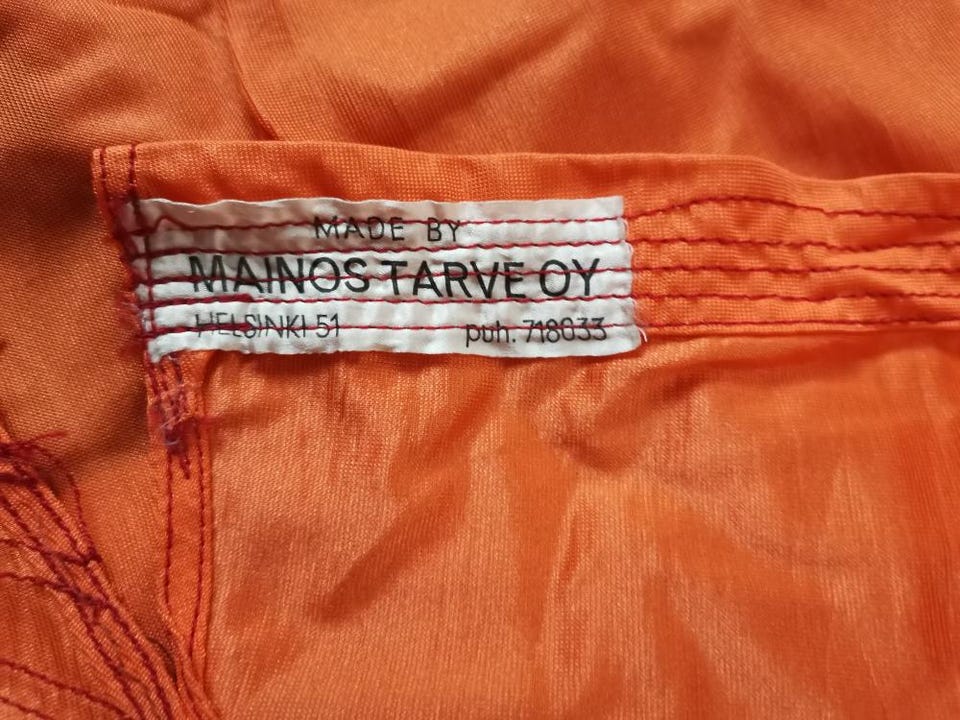 MADE BY
MAINOS TARVE OY
HELSINKI 51 puh. 718033